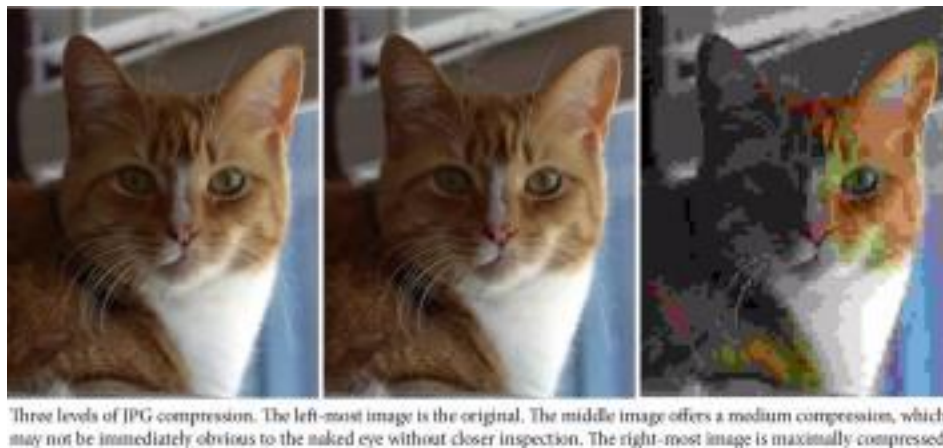 Three levels of JPG compression. The left-most image is the original. The middle image offers a medium compression, which
may not be immediately obvious to the naked eye without closer inspection. The right-most image is maximally compressed